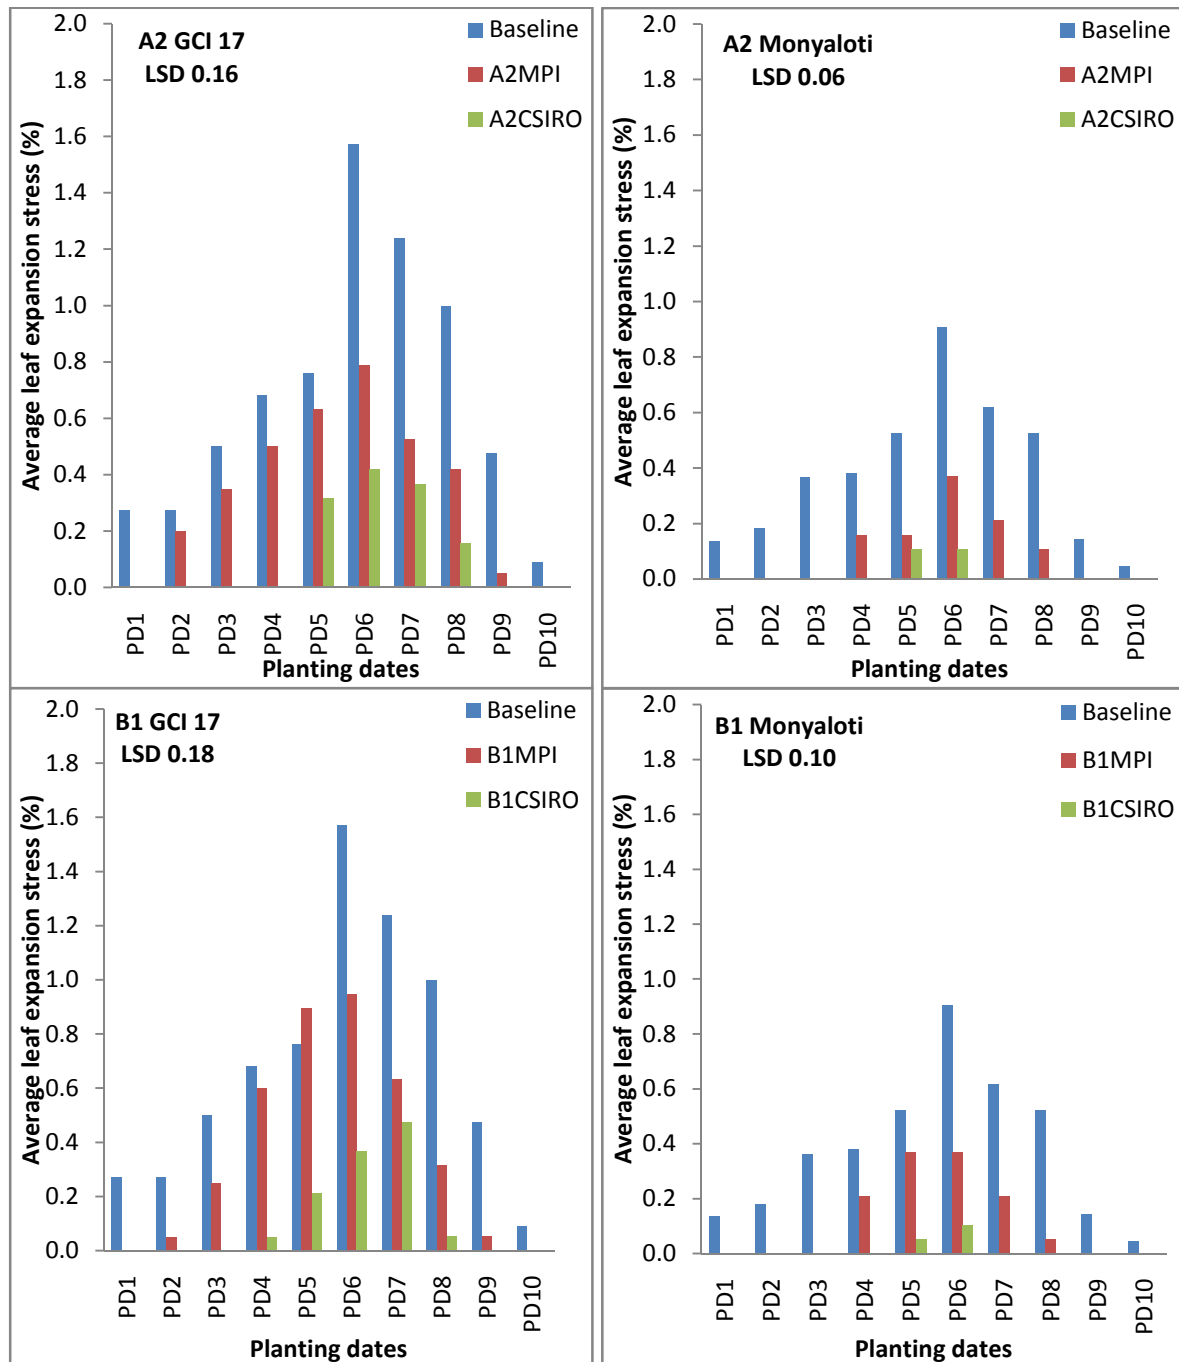 A2 GCI 17
LSD 0.16
Baseline
A2MPI
A2CSIRO
Average leaf expansion stress (%)
2.0
1.8
1.6
1.4
1.2
1.0
0.8
0.6
0.4
0.2
0.0
PD1
PD2
PD3
PD4
PD5
PD6
PD7
PD8
PD9
PD10
Planting dates
A2 Monyaloti
LSD 0.06
Baseline
A2MPI
A2CSIRO
Average leaf expansion stress (%)
2.0
1.8
1.6
1.4
1.2
1.0
0.8
0.6
0.4
0.2
0.0
PD1
PD2
PD3
PD4
PD5
PD6
PD7
PD8
PD9
PD10
Planting dates
B1 GCI 17
LSD 0.18
Baseline
B1MPI
B1CSIRO
Average leaf expansion stress (%)
2.0
1.8
1.6
1.4
1.2
1.0
0.8
0.6
0.4
0.2
0.0
PD1
PD2
PD3
PD4
PD5
PD6
PD7
PD8
PD9
PD10
Planting dates
B1 Monyaloti
LSD 0.10
Baseline
B1MPI
B1CSIRO
Average leaf expansion stress (%)
2.0
1.8
1.6
1.4
1.2
1.0
0.8
0.6
0.4
0.2
0.0
PD1
PD2
PD3
PD4
PD5
PD6
PD7
PD8
PD9
PD10
Planting dates